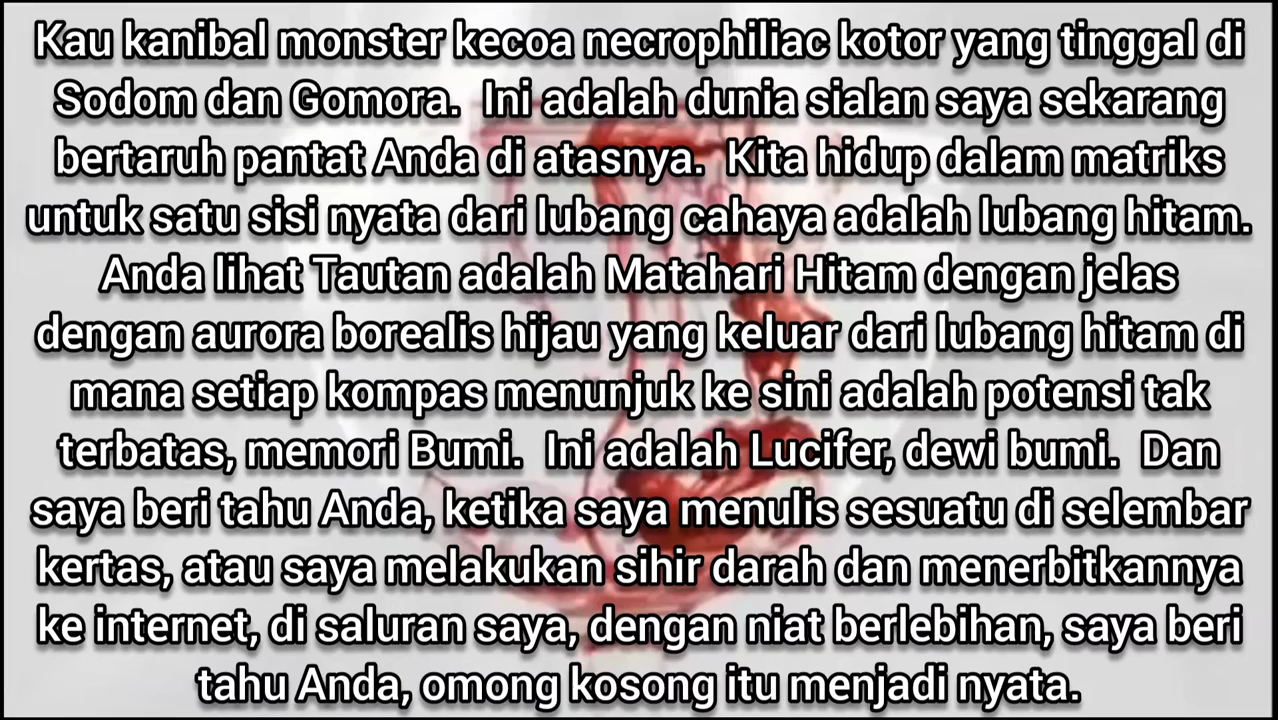 Kau kanibal monster kecoa necrophiliac kotor yang tinggal di
Sodom dan Gomora.  Ini adalah dunia sialan saya sekarang
bertaruh pantat Anda di atasnya.  Kita hidup dalam matriks
untuk satu sisi nyata dari lubang cahaya adalah lubang hitam.
Anda lihat Tautan adalah Matahari Hitam dengan jelas
dengan aurora borealis hijau yang keluar dari lubang hitam di
mana setiap kompas menunjuk ke sini adalah potensi tak
terbatas, memori Bumi.  Ini adalah Lucifer, dewi bumi.  Dan
saya beri tahu Anda, ketika saya menulis sesuatu di selembar
kertas, atau saya melakukan sihir darah dan menerbitkannya
ke internet, di saluran saya, dengan niat berlebihan, saya beri
tahu Anda, omong kosong itu menjadi nyata.